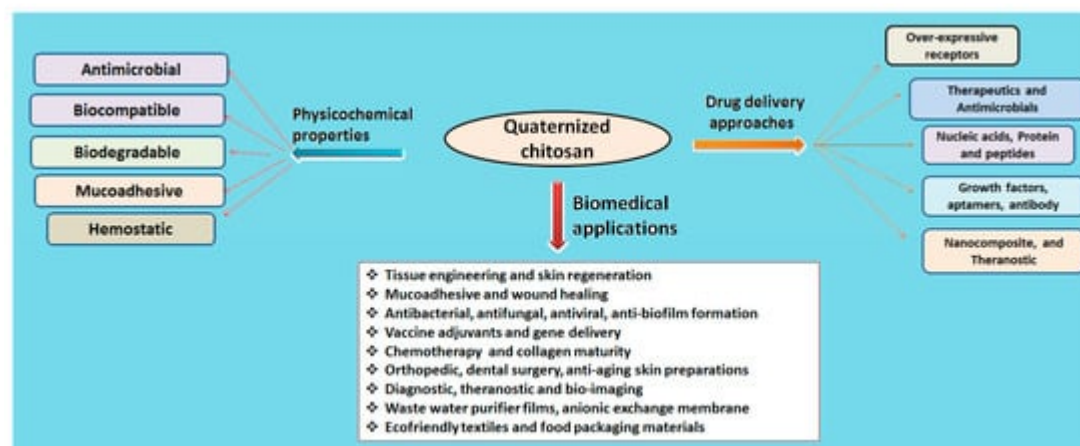 Antimicrobial
Biocompatible
Biodegradable
Mucoadhesive
Hemostatic
Physicochemical
properties
Quaternized
chitosan
Drug delivery
approaches
Over-expressive
receptors
Therapeutics and
Antimicrobials
Nucleic acids, Protein
and peptides
Growth factors,
aptamers, antibody
Nanocomposite, and
Theranostic
Biomedical
applications
❖ Tissue engineering and skin regeneration
❖ Mucoadhesive and wound healing
❖ Antibacterial, antifungal, antiviral, anti-biofilm formation
❖ Vaccine adjuvants and gene delivery
❖ Chemotherapy and collagen maturity
❖ Orthopedic, dental surgery, anti-aging skin preparations
❖ Diagnostic, theranostic and bio-imaging
❖ Waste water purifier films, anionic exchange membrane
❖ Ecofriendly textiles and food packaging materials